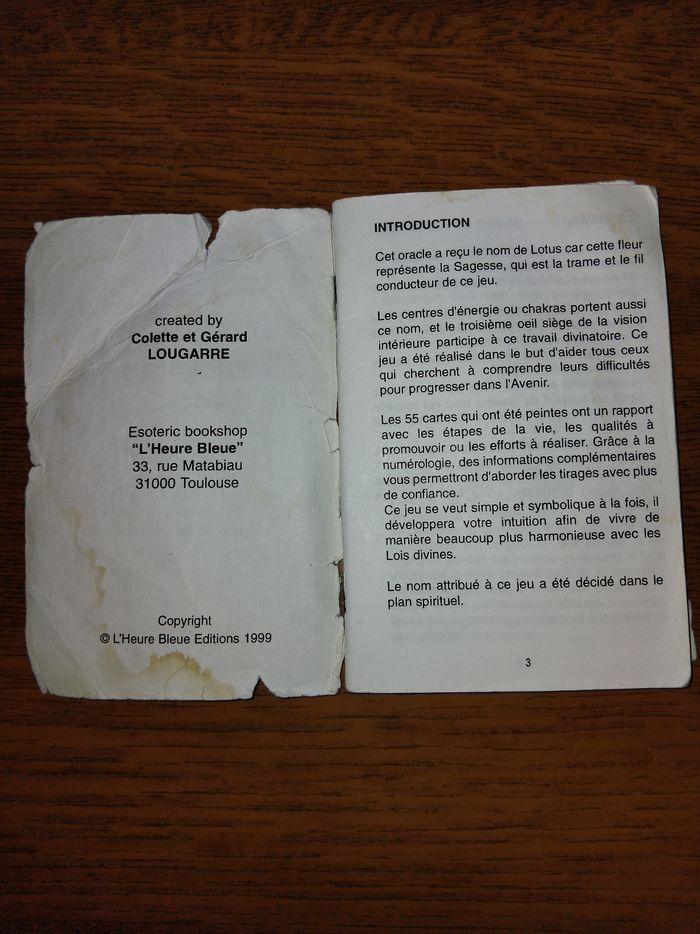 created by
Colette et Gérard
LOUGARRE
Esoteric bookshop
“L'Heure Bleue”
33, rue Matabiau
31000 Toulouse
Copyright
© L'Heure Bleue Editions 1999
INTRODUCTION
Cet oracle a reçu le nom de Lotus car cette fleur
représente la Sagesse, qui est la trame et le fil
conducteur de ce jeu.
Les centres d'énergie ou chakras portent aussi
ce nom, et le troisième oeil siège de la vision
intérieure participe à ce travail divinatoire. Ce
jeu a été réalisé dans le but d'aider tous ceux
qui cherchent à comprendre leurs difficultés
pour progresser dans l'Avenir.
Les 55 cartes qui ont été peintes ont un rapport
avec les étapes de la vie, les qualités à
promouvoir ou les efforts à réaliser. Grâce à la
numérologie, des informations complémentaires
vous permettront d'aborder les tirages avec plus
de confiance.
Ce jeu se veut simple et symbolique à la fois, il
développera votre intuition afin de vivre de
manière beaucoup plus harmonieuse avec les
Lois divines.
Le nom attribué à ce jeu a été décidé dans le
plan spirituel.
3